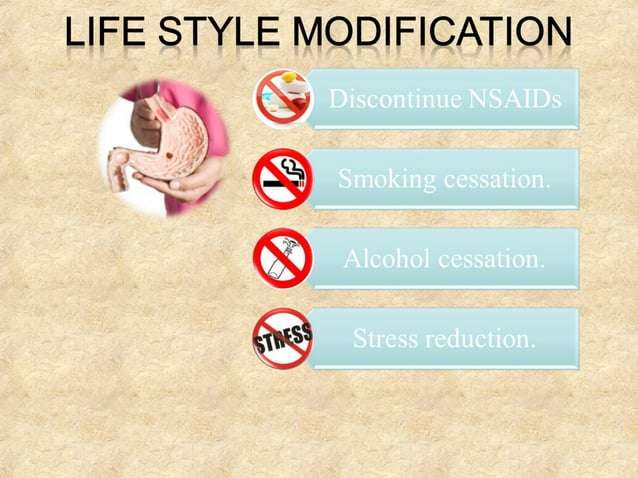 LIFE STYLE MODIFICATION
Discontinue NSAIDs
Smoking cessation.
Alcohol cessation.
STRESS
Stress reduction.